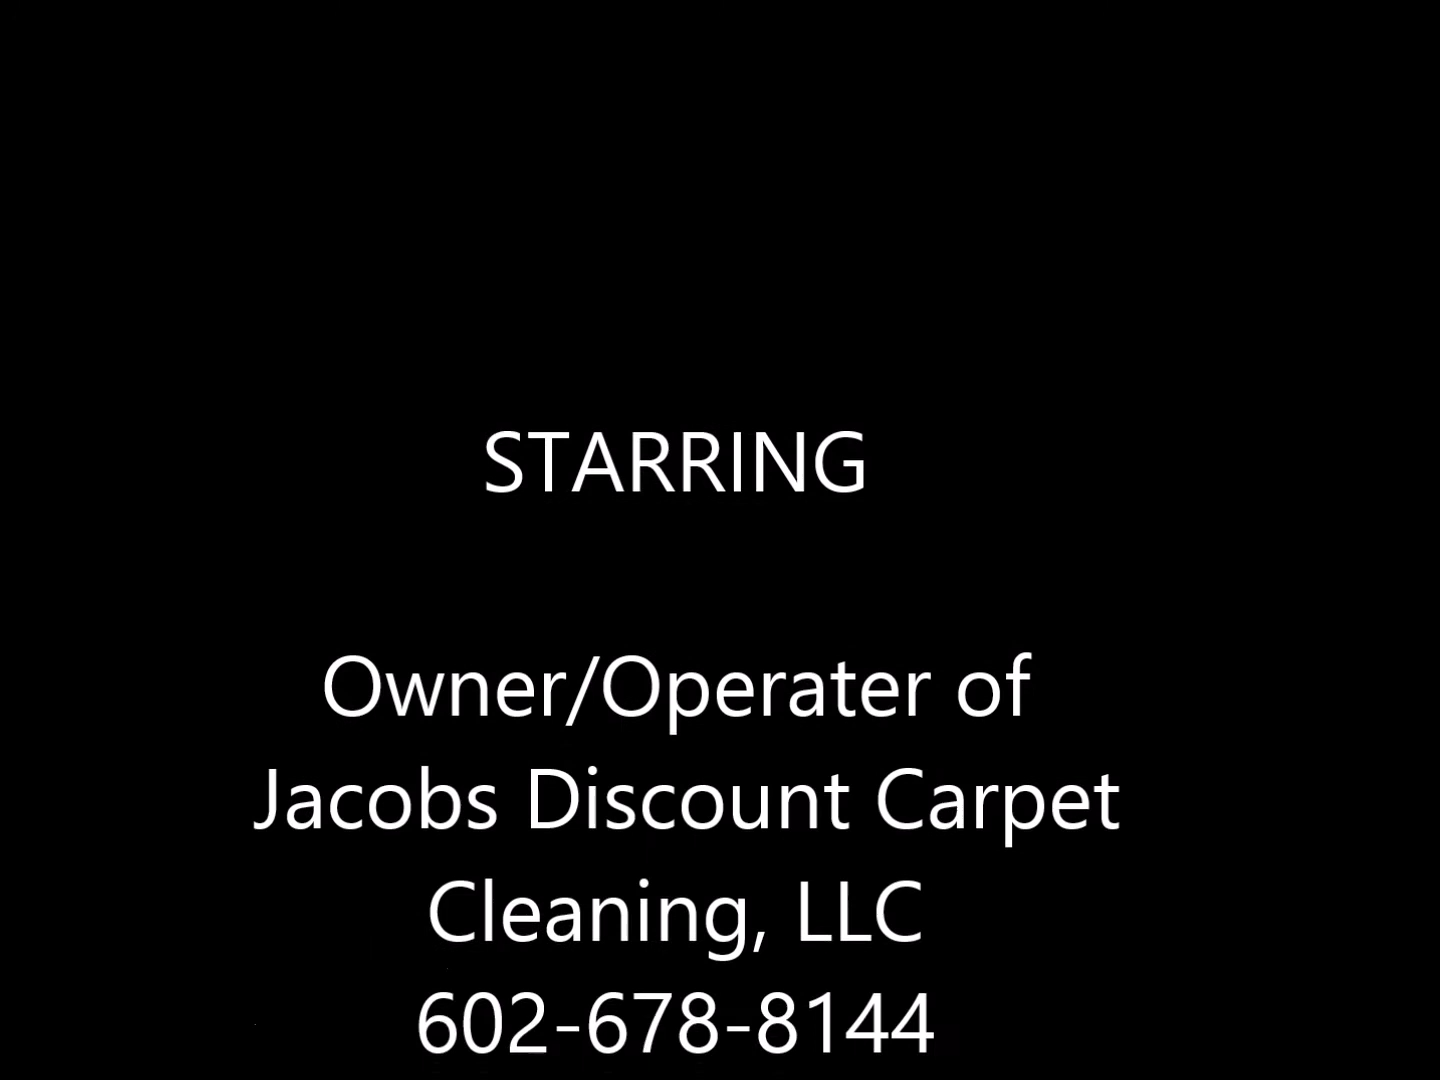 STARRING
Owner/Operater of
Jacobs Discount Carpet
Cleaning, LLC
602-678-8144